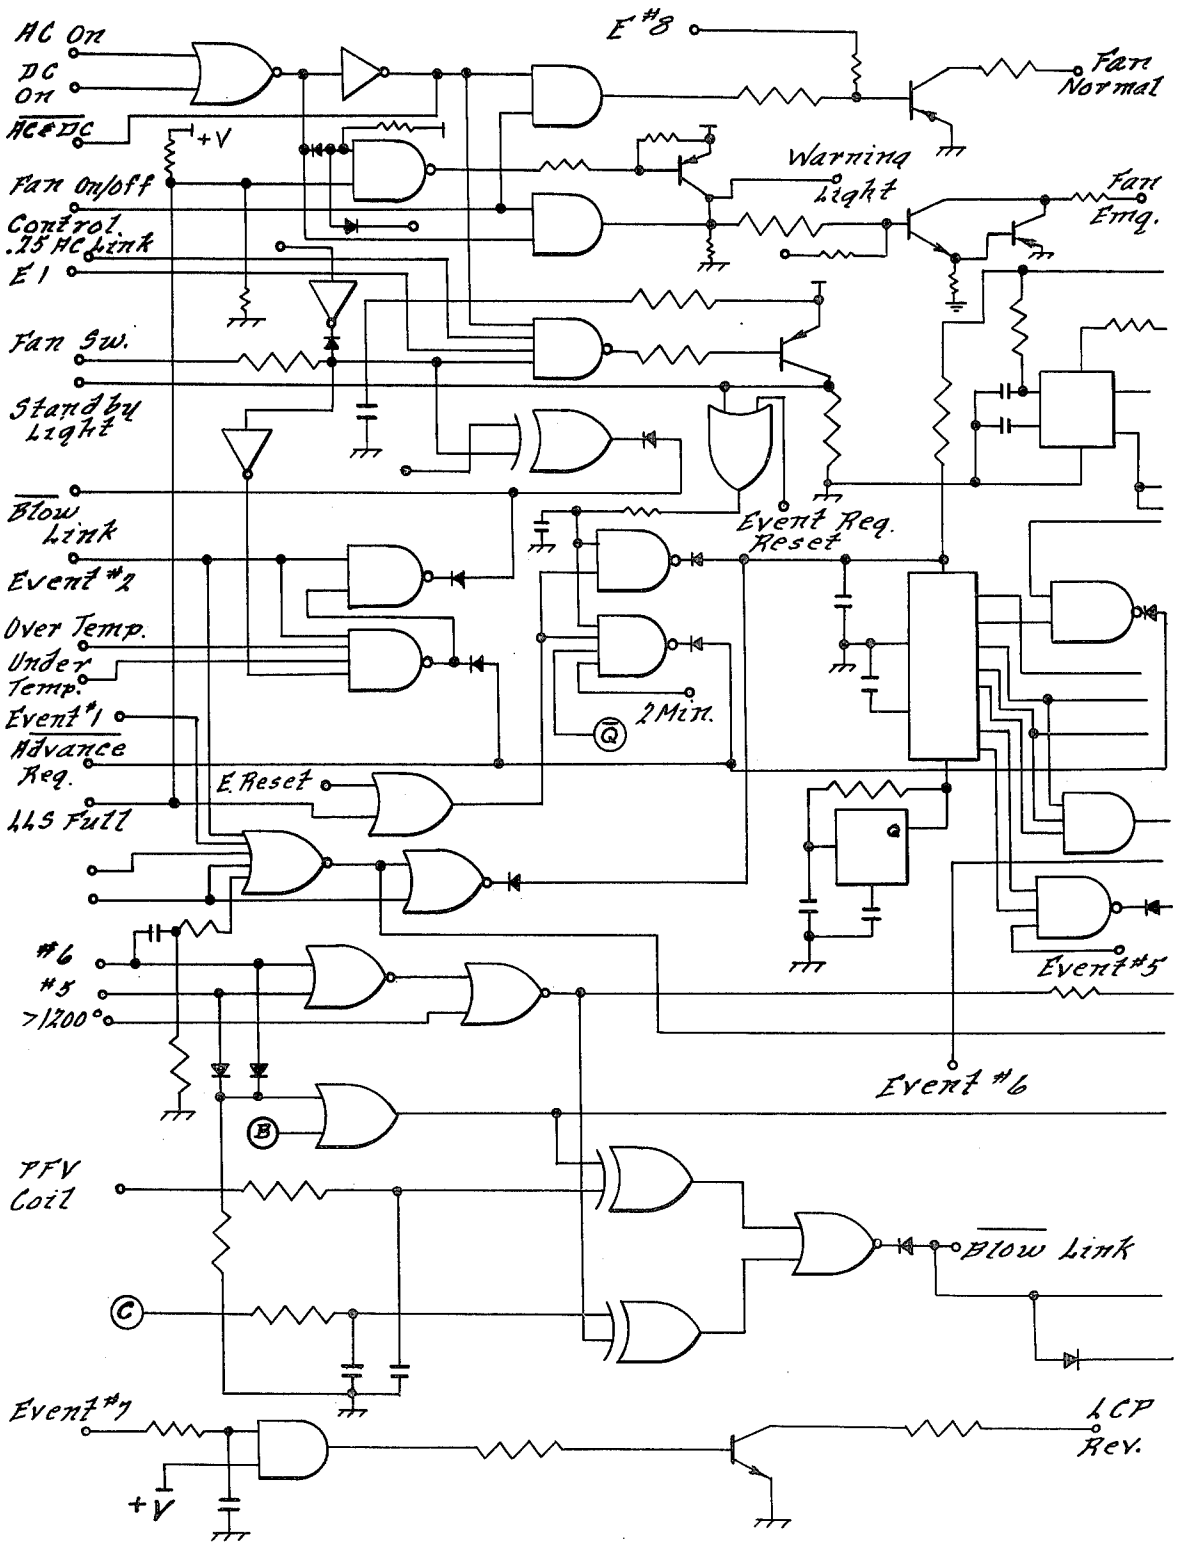 AC On
DC
On
AC&DC
+V
Fan On/off
Control.
.25 AC Link
E 1
Fan Sw.
Standby
Light
Blow
Link
Event #2
Over Temp.
Under
Temp.
Event #1
Advance
Req.
LLS Full
#6
#5
>1200°
PFV
Coil
C
Event #7
+V
E #8
Fan
Normal
Warning
Light
Fan
Emq.
Event Req.
Reset
2 Min.
Q
E. Reset
Q
Event #5
Event #6
B
Blow Link
LCP
Rev.